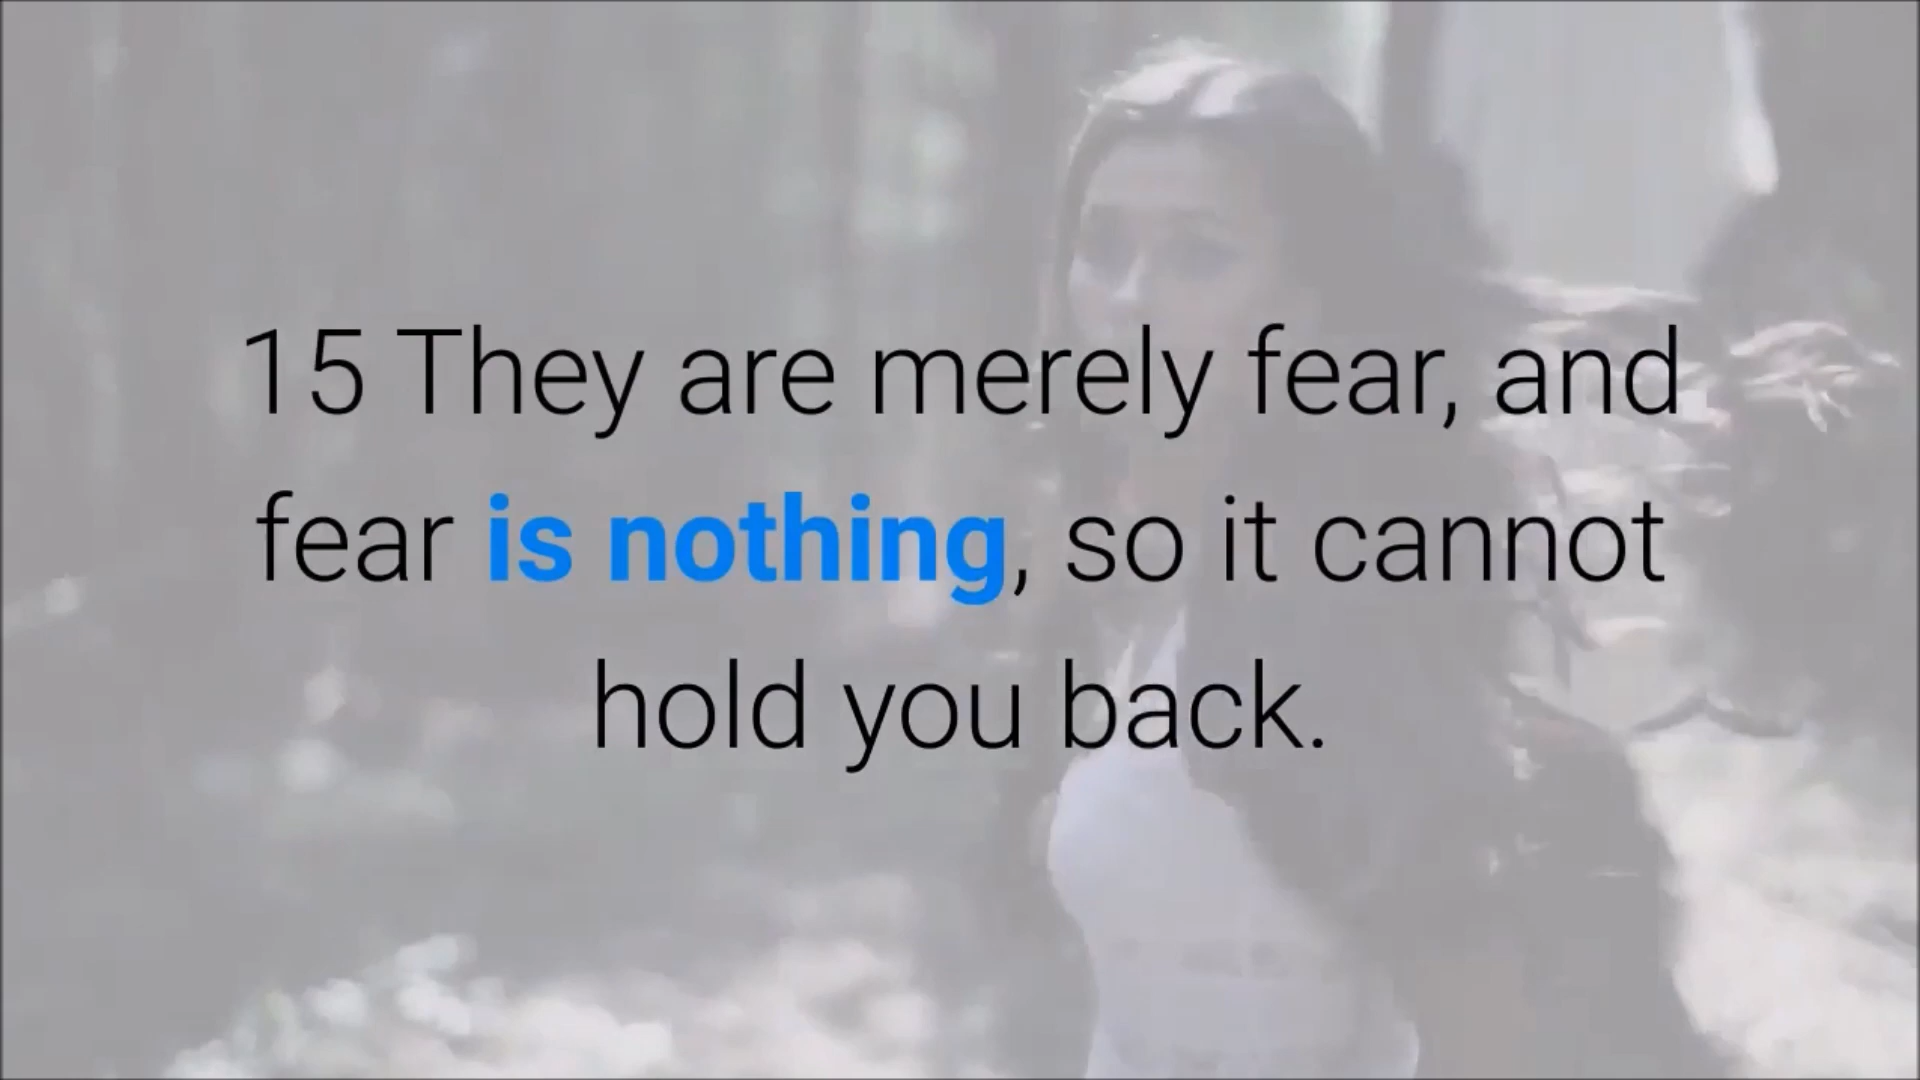 15 They are merely fear, and
fear is nothing, so it cannot
hold you back.